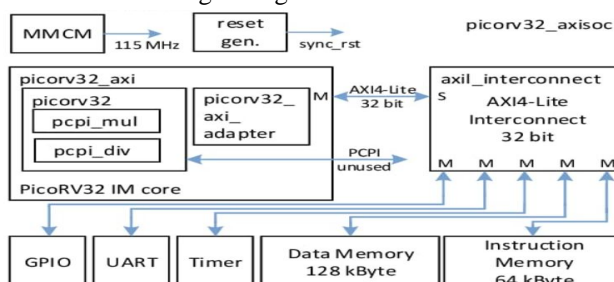 MMCM
115 MHz
reset
gen.
sync_rst
picorv32_axisoc
picorv32_axi
picorv32
pcpi_mul
pcpi_div
picorv32_
axi_
adapter
M
PicoRV32 IM core
AXI4-Lite
32 bit
PCPI
unused
axil_interconnect
S
AXI4-Lite
Interconnect
32 bit
M M M M M
GPIO
UART
Timer
Data Memory
128 kByte
Instruction
Memory
64 kByte